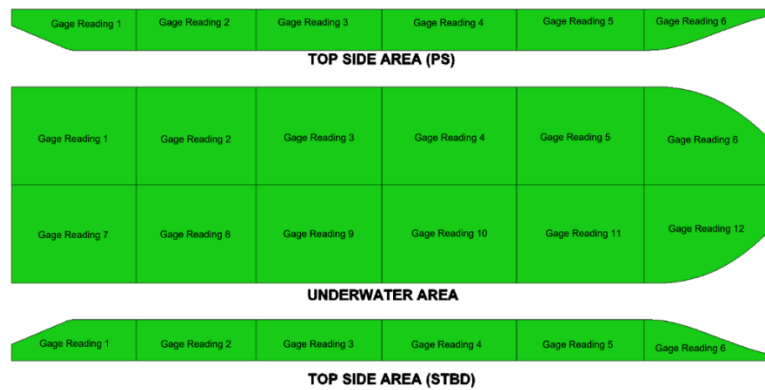 Gage Reading 1 Gage Reading 2 Gage Reading 3 Gage Reading 4 Gage Reading 5 Gage Reading 6
TOP SIDE AREA (PS)
Gage Reading 1 Gage Reading 2 Gage Reading 3 Gage Reading 4 Gage Reading 5 Gage Reading 6
Gage Reading 7 Gage Reading 8 Gage Reading 9 Gage Reading 10 Gage Reading 11 Gage Reading 12
UNDERWATER AREA
Gage Reading 1 Gage Reading 2 Gage Reading 3 Gage Reading 4 Gage Reading 5 Gage Reading 6
TOP SIDE AREA (STBD)